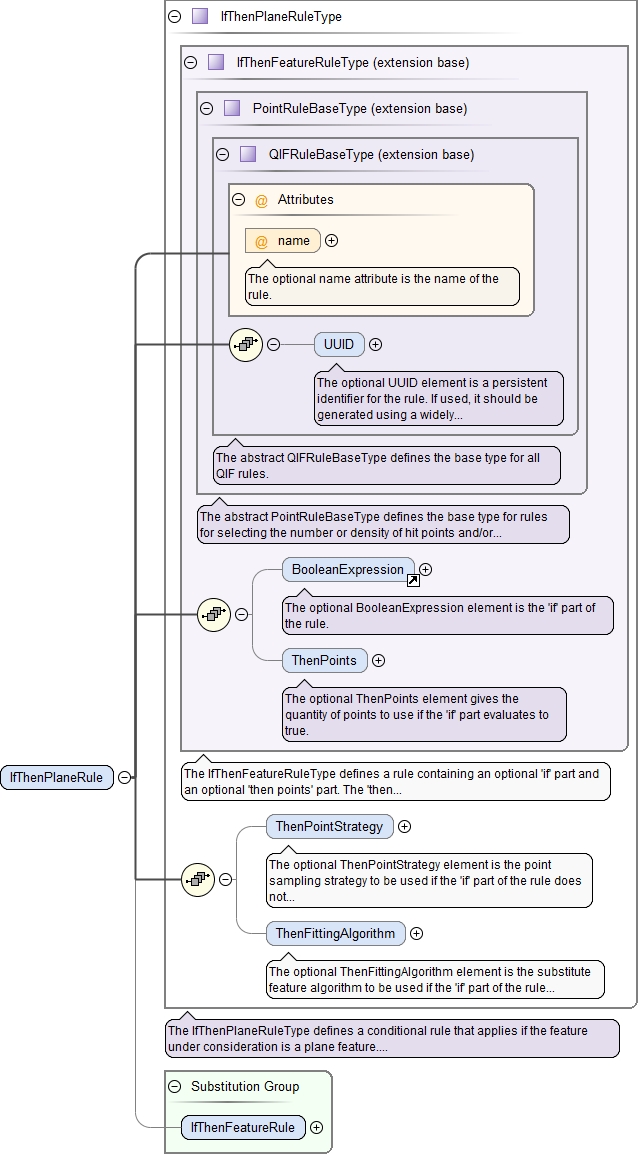 IfThenPlaneRuleType
IfThenFeatureRuleType (extension base)
PointRuleBaseType (extension base)
QIFRuleBaseType (extension base)
@ Attributes
@ name
The optional name attribute is the name of the
rule.
UUID
The optional UUID element is a persistent
identifier for the rule. If used, it should be
generated using a widely...
The abstract QIFRuleBaseType defines the base type for all
QIF rules.
The abstract PointRuleBaseType defines the base type for rules
for selecting the number or density of hit points and/or...
BooleanExpression
The optional BooleanExpression element is the 'if' part of
the rule.
ThenPoints
The optional ThenPoints element gives the
quantity of points to use if the 'if' part evaluates to
true.
IfThenPlaneRule
The IfThenFeatureRuleType defines a rule containing an optional 'if' part and
an optional 'then points' part. The 'then...
ThenPointStrategy
The optional ThenPointStrategy element is the point
sampling strategy to be used if the 'if' part of the rule does
not...
ThenFittingAlgorithm
The optional ThenFittingAlgorithm element is the substitute
feature algorithm to be used if the 'if' part of the rule...
The IfThenPlaneRuleType defines a conditional rule that applies if the feature
under consideration is a plane feature....
Substitution Group
IfThenFeatureRule